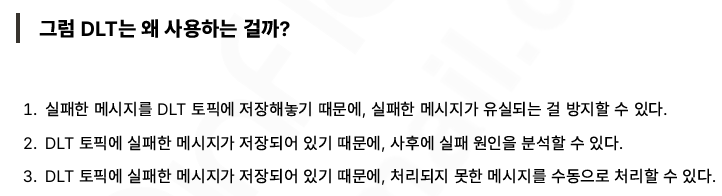 그럼 DLT는 왜 사용하는 걸까?
1. 실패한 메시지를 DLT 토픽에 저장해놓기 때문에, 실패한 메시지가 유실되는 걸 방지할 수 있다.
2. DLT 토픽에 실패한 메시지가 저장되어 있기 때문에, 사후에 실패 원인을 분석할 수 있다.
3. DLT 토픽에 실패한 메시지가 저장되어 있기 때문에, 처리되지 못한 메시지를 수동으로 처리할 수 있다.